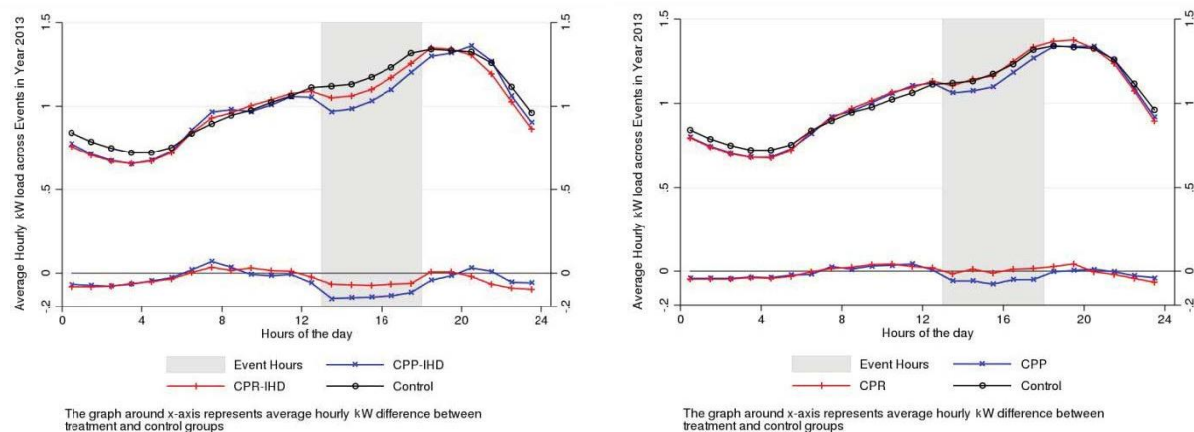 Average Hourly kW load across Events in Year 2013
1.5
1
.5
0
-.2
1.5
1
.5
0
-.2
0 4 8 12 16 20 24
Hours of the day
Event Hours CPP-IHD
CPR-IHD Control
The graph around x-axis represents average hourly kW difference between
treatment and control groups
Average Hourly kW load across Events in Year 2013
1.5
1
.5
0
-.2
1.5
1
.5
0
-.2
0 4 8 12 16 20 24
Hours of the day
Event Hours CPP
CPR Control
The graph around x-axis represents average hourly kW difference between
treatment and control groups